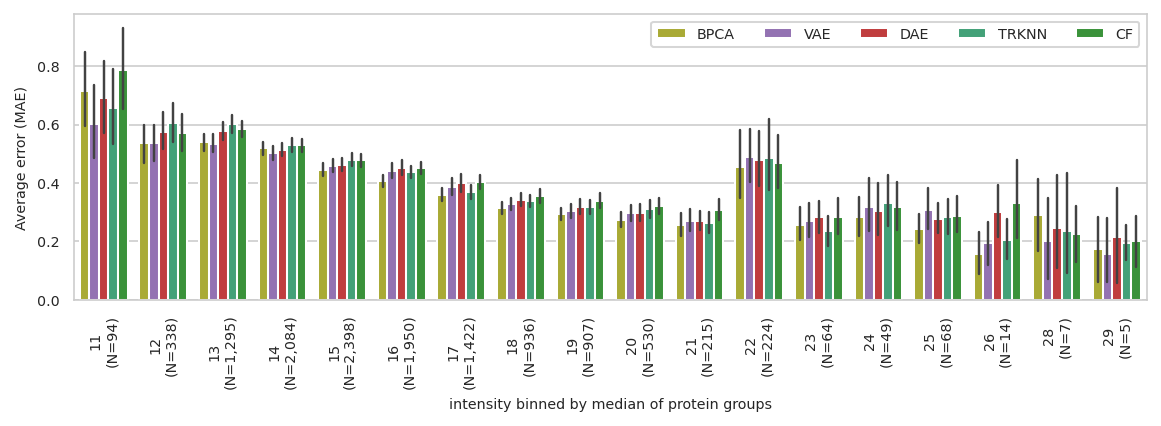 BPCA VAE DAE TRKNN CF
Average error (MAE)
0.8
0.6
0.4
0.2
0.0
11
(N=94)
12
(N=338)
13
(N=1,295)
14
(N=2,084)
15
(N=2,398)
16
(N=1,950)
17
(N=1,422)
18
(N=936)
19
(N=907)
20
(N=530)
21
(N=215)
22
(N=224)
23
(N=64)
24
(N=49)
25
(N=68)
26
(N=14)
28
(N=7)
29
(N=5)
intensity binned by median of protein groups